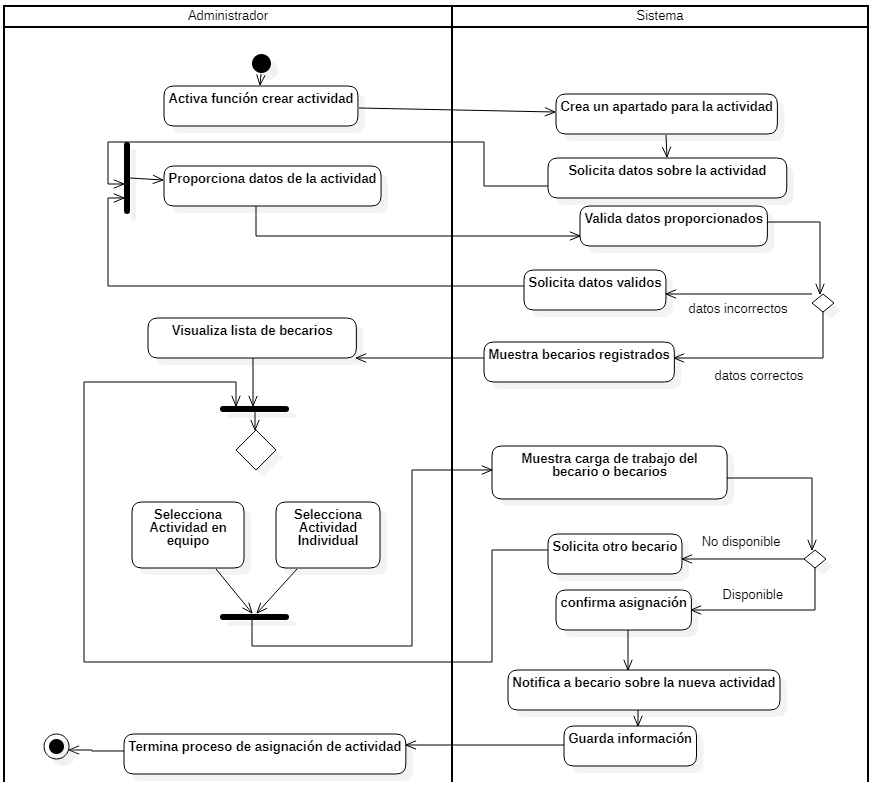 Administrador
Sistema
Activa función crear actividad
Crea un apartado para la actividad
Solicita datos sobre la actividad
Proporciona datos de la actividad
Valida datos proporcionados
Solicita datos validos
datos incorrectos
Visualiza lista de becarios
Muestra becarios registrados
datos correctos
Muestra carga de trabajo del
becario o becarios
Selecciona
Actividad en
equipo
Selecciona
Actividad
Individual
Solicita otro becario
No disponible
Disponible
confirma asignación
Notifica a becario sobre la nueva actividad
Guarda información
Termina proceso de asignación de actividad